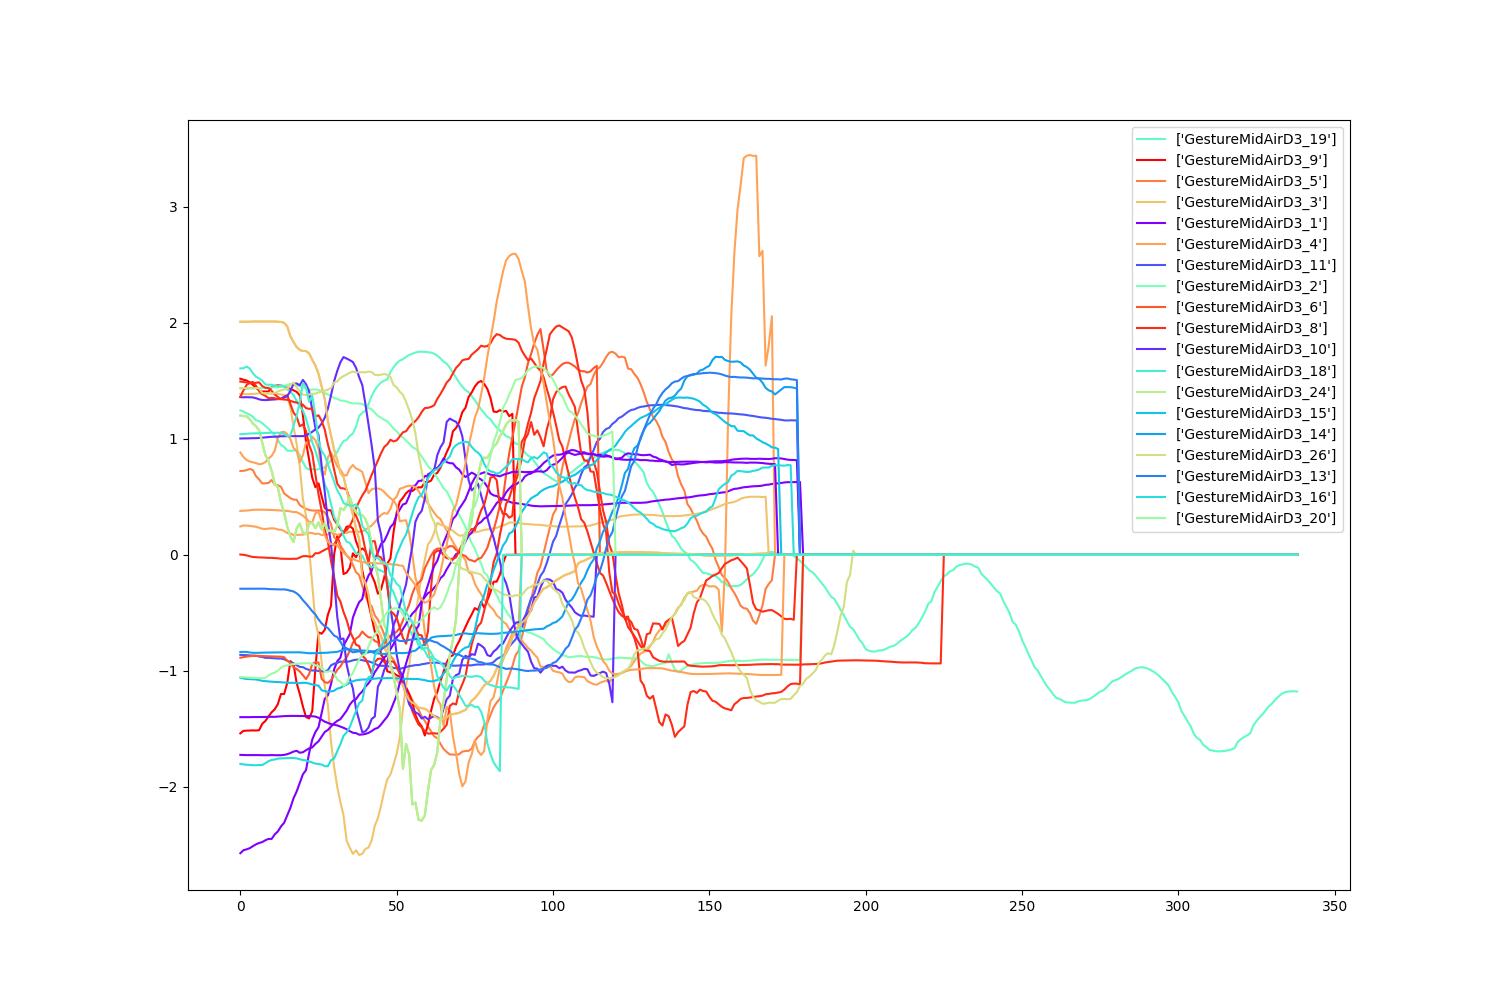 ['GestureMidAirD3_19']
['GestureMidAirD3_9']
['GestureMidAirD3_5']
['GestureMidAirD3_3']
['GestureMidAirD3_1']
['GestureMidAirD3_4']
['GestureMidAirD3_11']
['GestureMidAirD3_2']
['GestureMidAirD3_6']
['GestureMidAirD3_8']
['GestureMidAirD3_10']
['GestureMidAirD3_18']
['GestureMidAirD3_24']
['GestureMidAirD3_15']
['GestureMidAirD3_14']
['GestureMidAirD3_26']
['GestureMidAirD3_13']
['GestureMidAirD3_16']
['GestureMidAirD3_20']
3
2
1
0
−1
−2
0 50 100 150 200 250 300 350